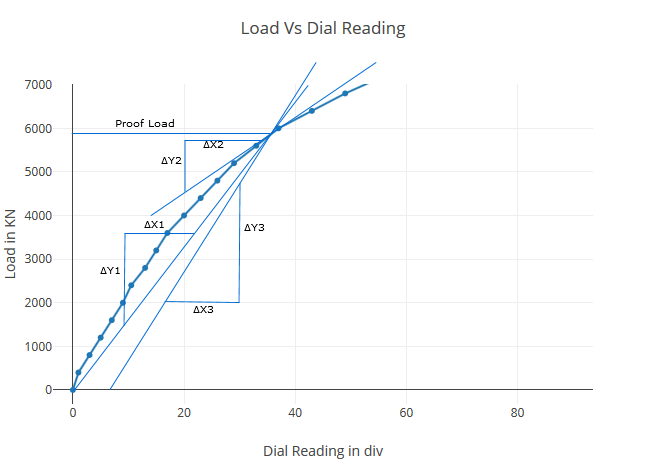 Load Vs Dial Reading
7000
6000
5000
4000
3000
2000
1000
0
Load in KN
Proof Load
ΔX2
ΔY2
ΔX1
ΔY3
ΔY1
ΔX3
0
20
40
60
80
Dial Reading in div